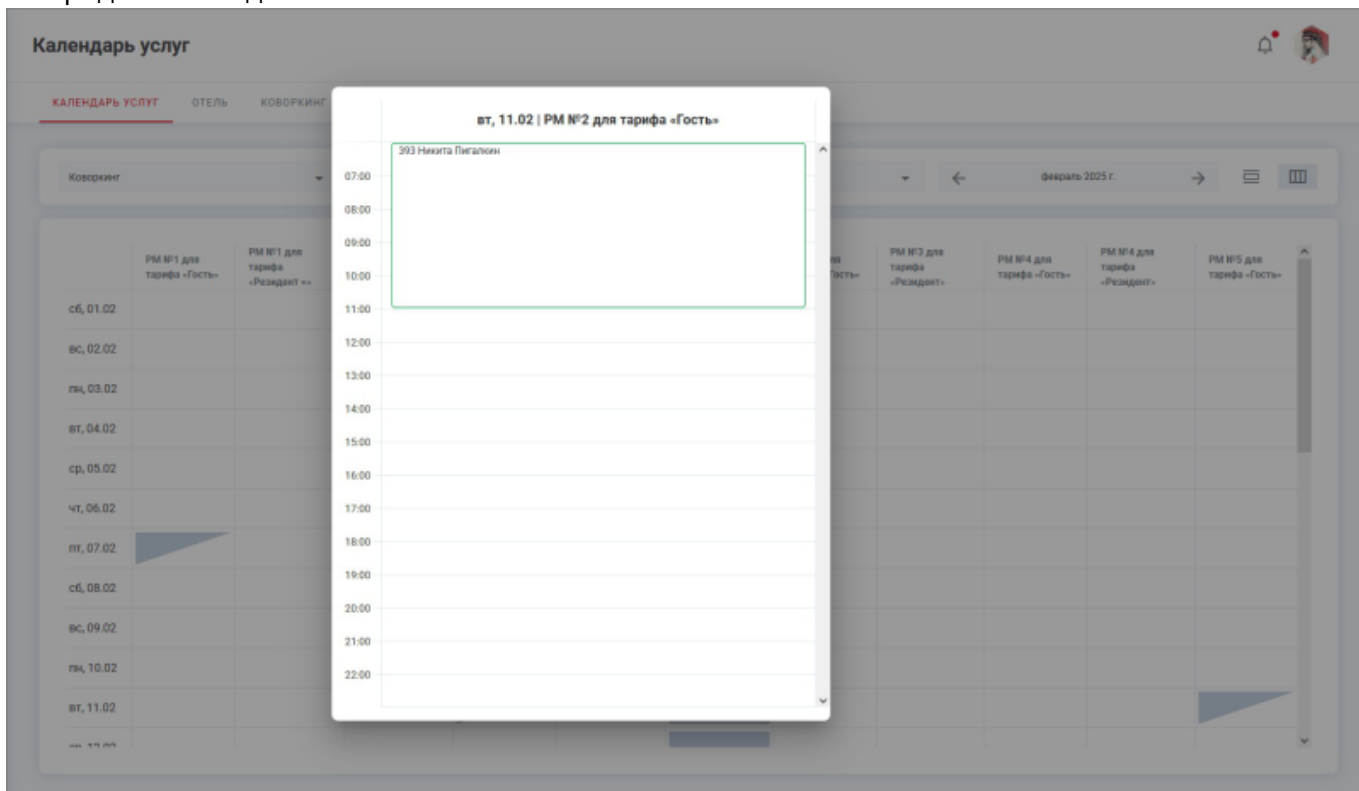 Календарь услуг
КАЛЕНДАРЬ УСЛУГ ОТЕЛЬ КОВОРКИНГ
вт, 11.02 | РМ №2 для тарифа «Гость»
393 Никита Пигалкин
Коворкинг
февраль 2025 г.
РМ №1 для
тарифа «Гость»
РМ №1 для
тарифа
«Резидент «»
РМ №3 для
тарифа
«Резидент»
РМ №4 для
тарифа «Гость»
РМ №4 для
тарифа
«Резидент»
РМ №5 для
тарифа «Гость»
07:00
08:00
09:00
10:00
11:00
12:00
13:00
14:00
15:00
16:00
17:00
18:00
19:00
20:00
21:00
22:00
сб, 01.02
вс, 02.02
пн, 03.02
вт, 04.02
ср, 05.02
чт, 06.02
пт, 07.02
сб, 08.02
вс, 09.02
пн, 10.02
вт, 11.02